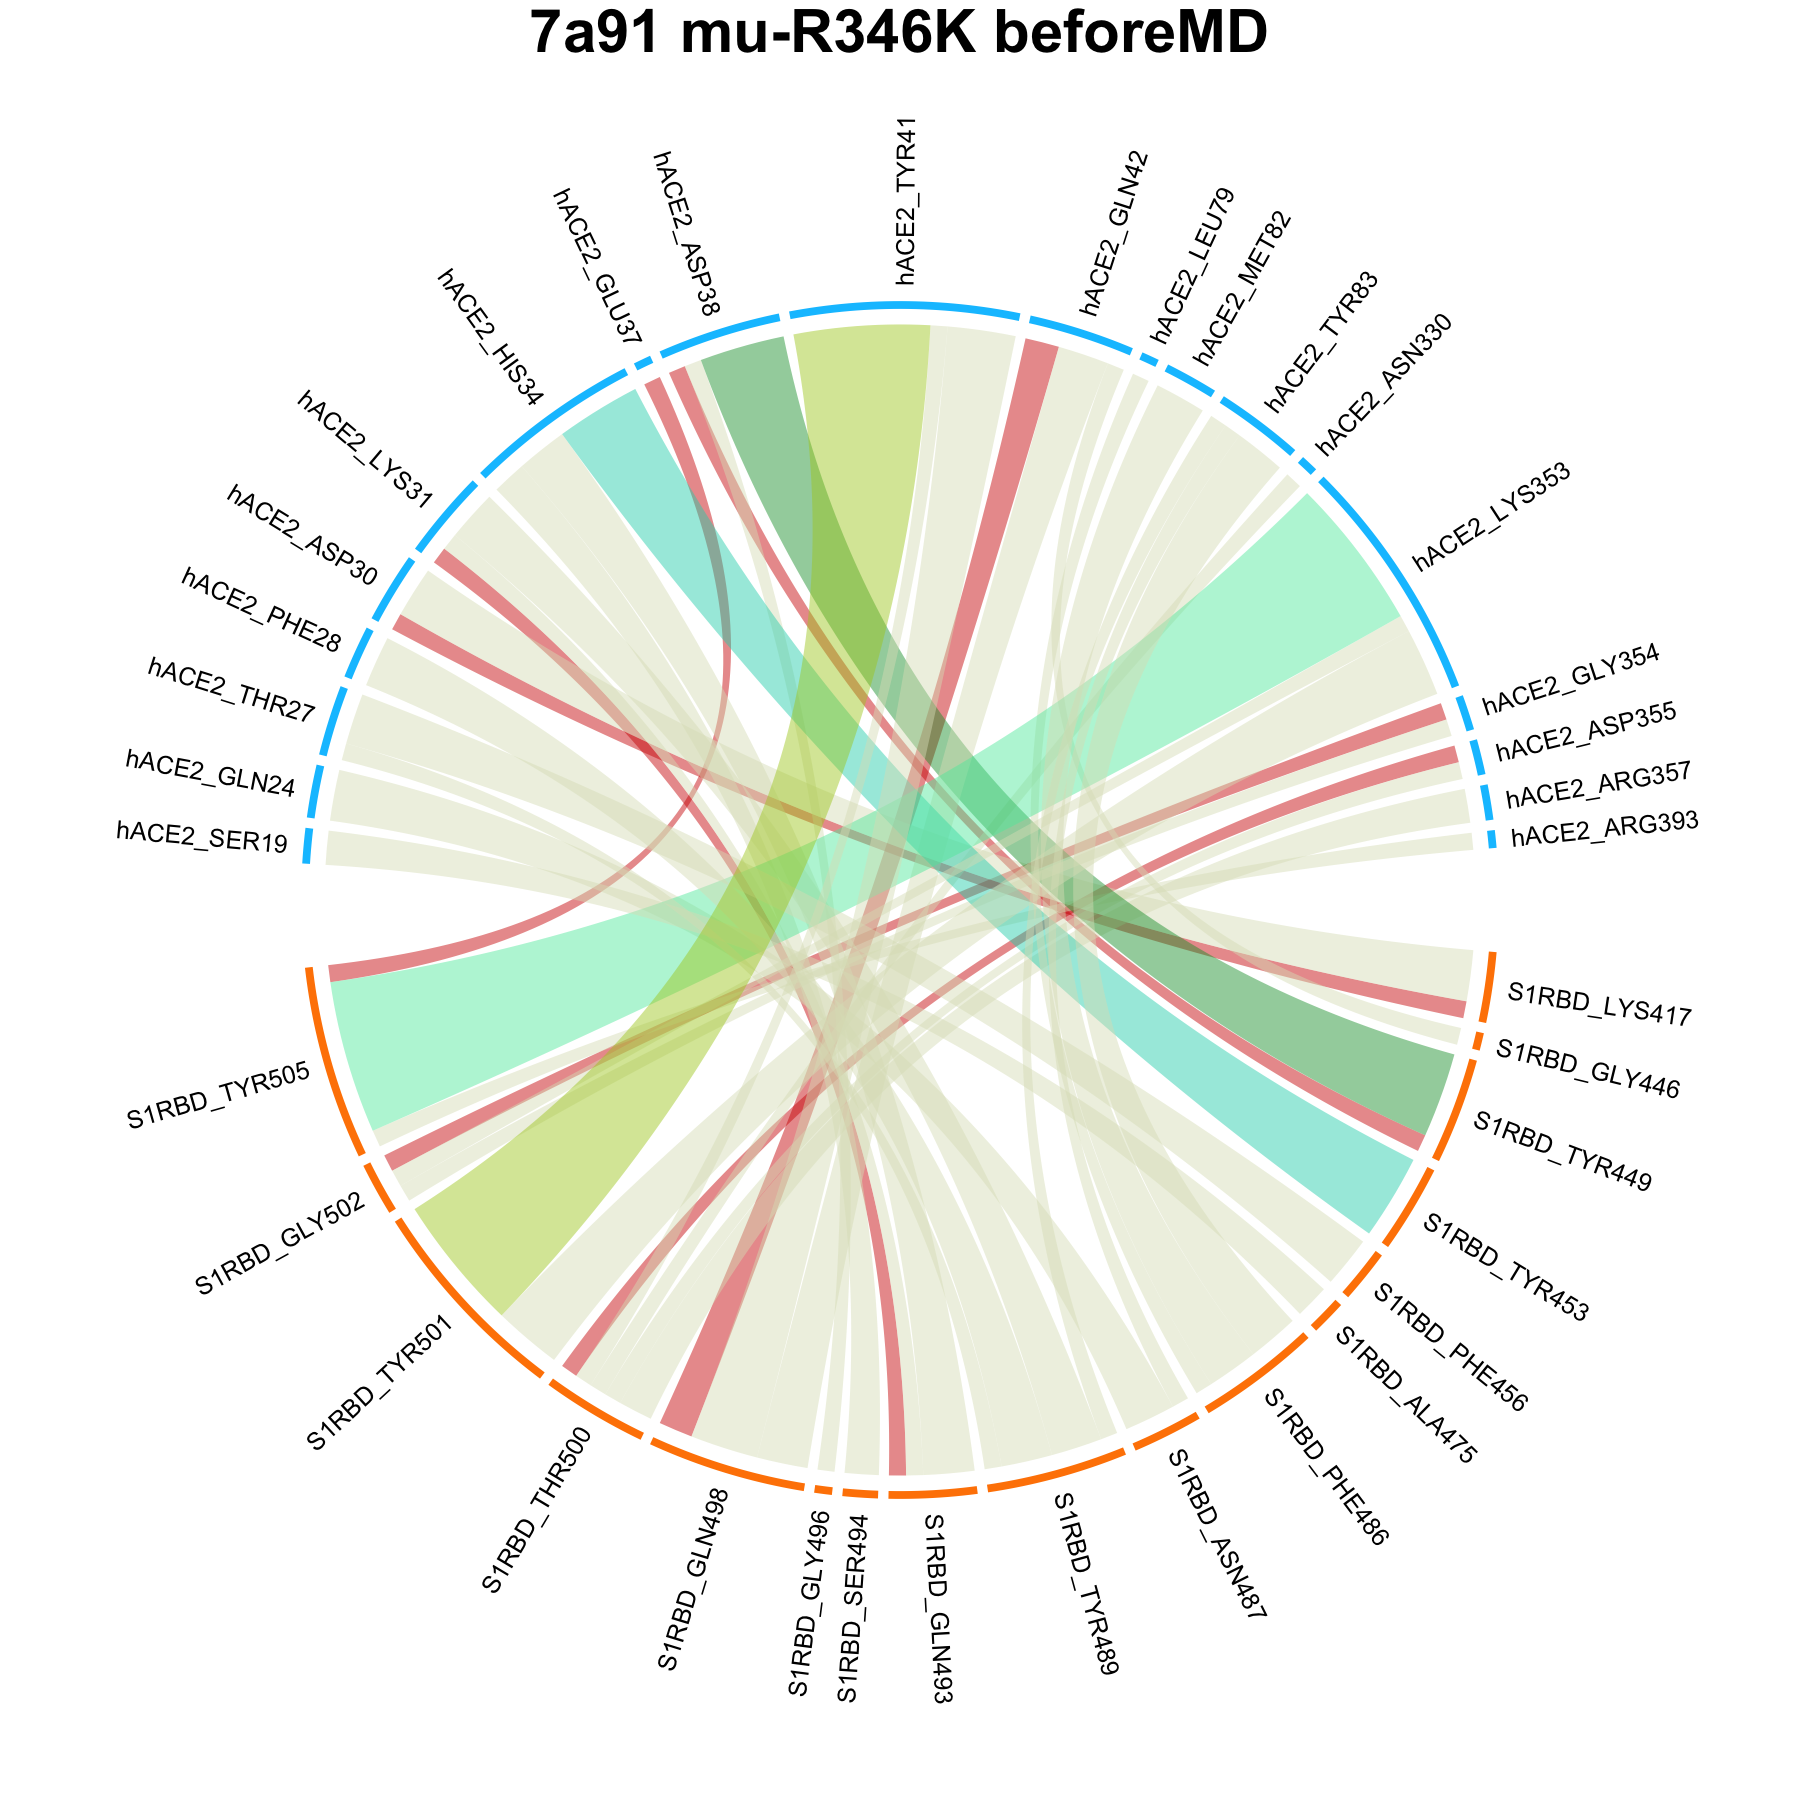 7a91 mu-R346K beforeMD
hACE2_SER19
hACE2_GLN24
hACE2_THR27
hACE2_PHE28
hACE2_ASP30
hACE2_LYS31
hACE2_HIS34
hACE2_GLU37
hACE2_ASP38
hACE2_TYR41
hACE2_GLN42
hACE2_LEU79
hACE2_MET82
hACE2_TYR83
hACE2_ASN330
hACE2_LYS353
hACE2_GLY354
hACE2_ASP355
hACE2_ARG357
hACE2_ARG393
S1RBD_LYS417
S1RBD_GLY446
S1RBD_TYR449
S1RBD_TYR453
S1RBD_PHE456
S1RBD_ALA475
S1RBD_PHE486
S1RBD_ASN487
S1RBD_TYR489
S1RBD_GLN493
S1RBD_SER494
S1RBD_GLY496
S1RBD_GLN498
S1RBD_THR500
S1RBD_TYR501
S1RBD_GLY502
S1RBD_TYR505